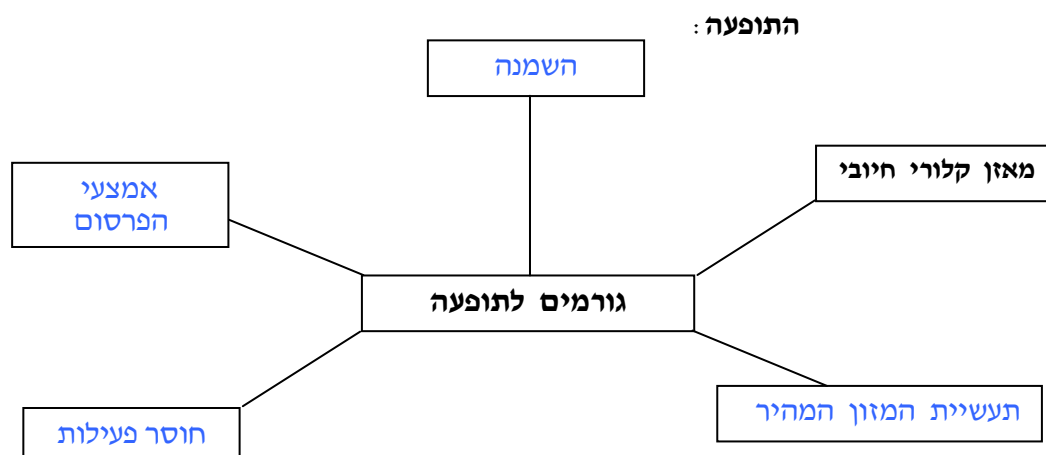 התופעה:
השמנה
מאזן קלורי חיובי
אמצעי
הפרסום
גורמים לתופעה
תעשיית המזון המהיר
חוסר פעילות